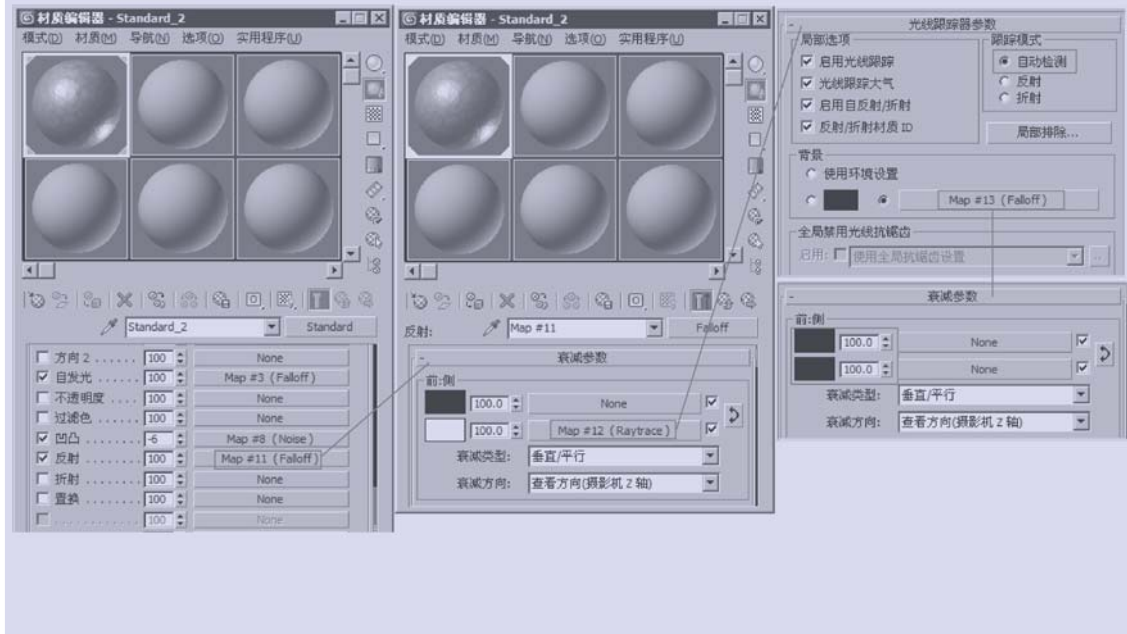 材质编辑器 - Standard_2
模式(D) 材质(M) 导航(N) 选项(O) 实用程序(U)
Standard_2
Standard
方向 2 ...... 100 None
自发光 ...... 100 Map #3 (Falloff)
不透明度 .... 100 None
过滤色 ...... 100 None
凹凸 ........ -6 Map #8 (Noise)
反射 ........ 100 Map #11 (Falloff)
折射 ........ 100 None
置换 ........ 100 None
............. 100 None
材质编辑器 - Standard_2
模式(D) 材质(M) 导航(N) 选项(O) 实用程序(U)
反射: Map #11 Falloff
- 衰减参数
前:侧
100.0 None
100.0 Map #12 (Raytrace)
衰减类型: 垂直/平行
衰减方向: 查看方向(摄影机 Z 轴)
- 光线跟踪器参数
局部选项
启用光线跟踪
光线跟踪大气
启用自反射/折射
反射/折射材质 ID
跟踪模式
自动检测
反射
折射
局部排除...
背景
使用环境设置
Map #13 (Falloff)
全局禁用光线抗锯齿
启用: 使用全局抗锯齿设置 ...
- 衰减参数
前:侧
100.0 None
100.0 None
衰减类型: 垂直/平行
衰减方向: 查看方向(摄影机 Z 轴)